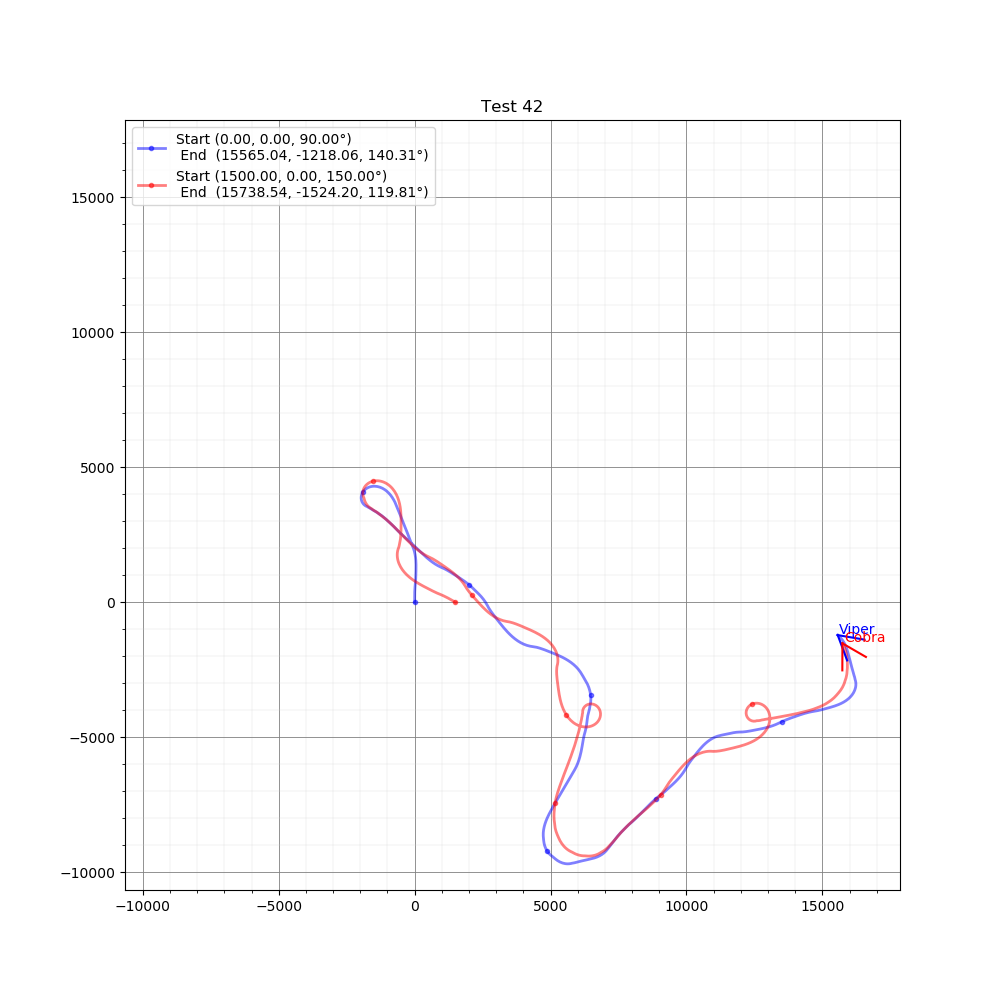 Test 42
Start (0.00, 0.00, 90.00°)
End (15565.04, -1218.06, 140.31°)
Start (1500.00, 0.00, 150.00°)
End (15738.54, -1524.20, 119.81°)
15000
10000
5000
0
−5000
−10000
Viper
Cobra
−10000 −5000 0 5000 10000 15000